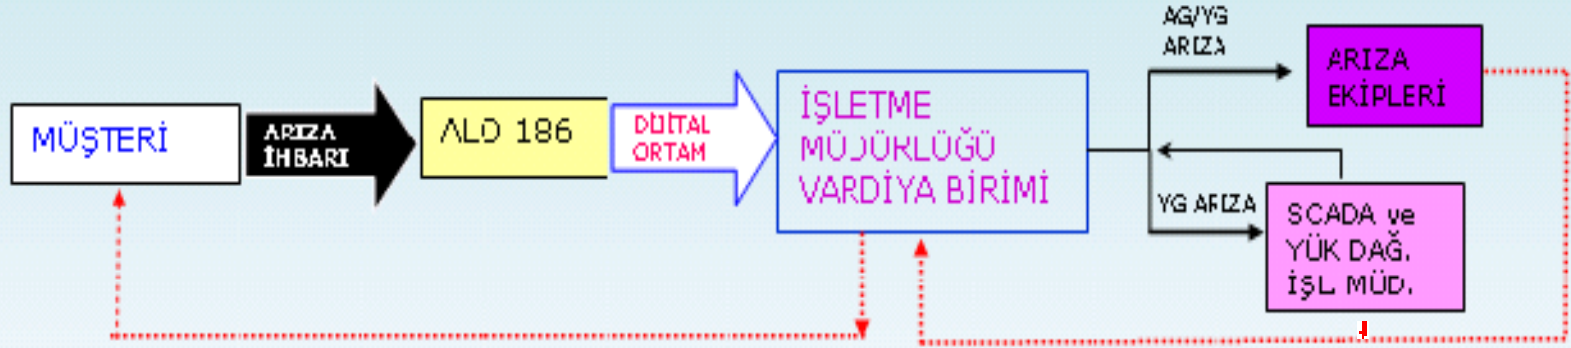 MÜŞTERİ
ARIZA
İHBARI
ALO 186
DİJİTAL
ORTAM
İŞLETME
MÜDÜRLÜĞÜ
VARDİYA BİRİMİ
AG/YG
ARIZA
ARIZA
EKİPLERİ
YG ARIZA
SCADA ve
YÜK DAĞ.
İŞL. MÜD.